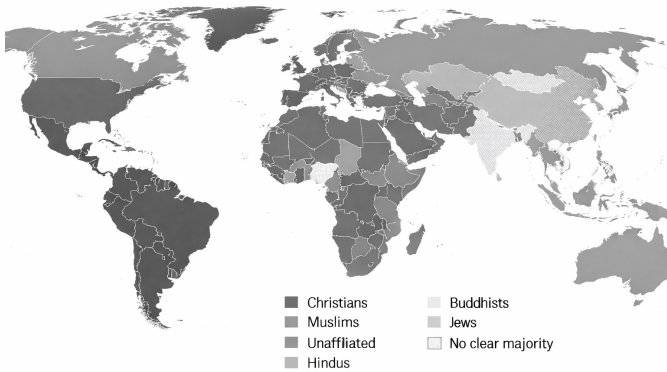 Christians
Muslims
Unaffliated
Hindus
Buddhists
Jews
No clear majority